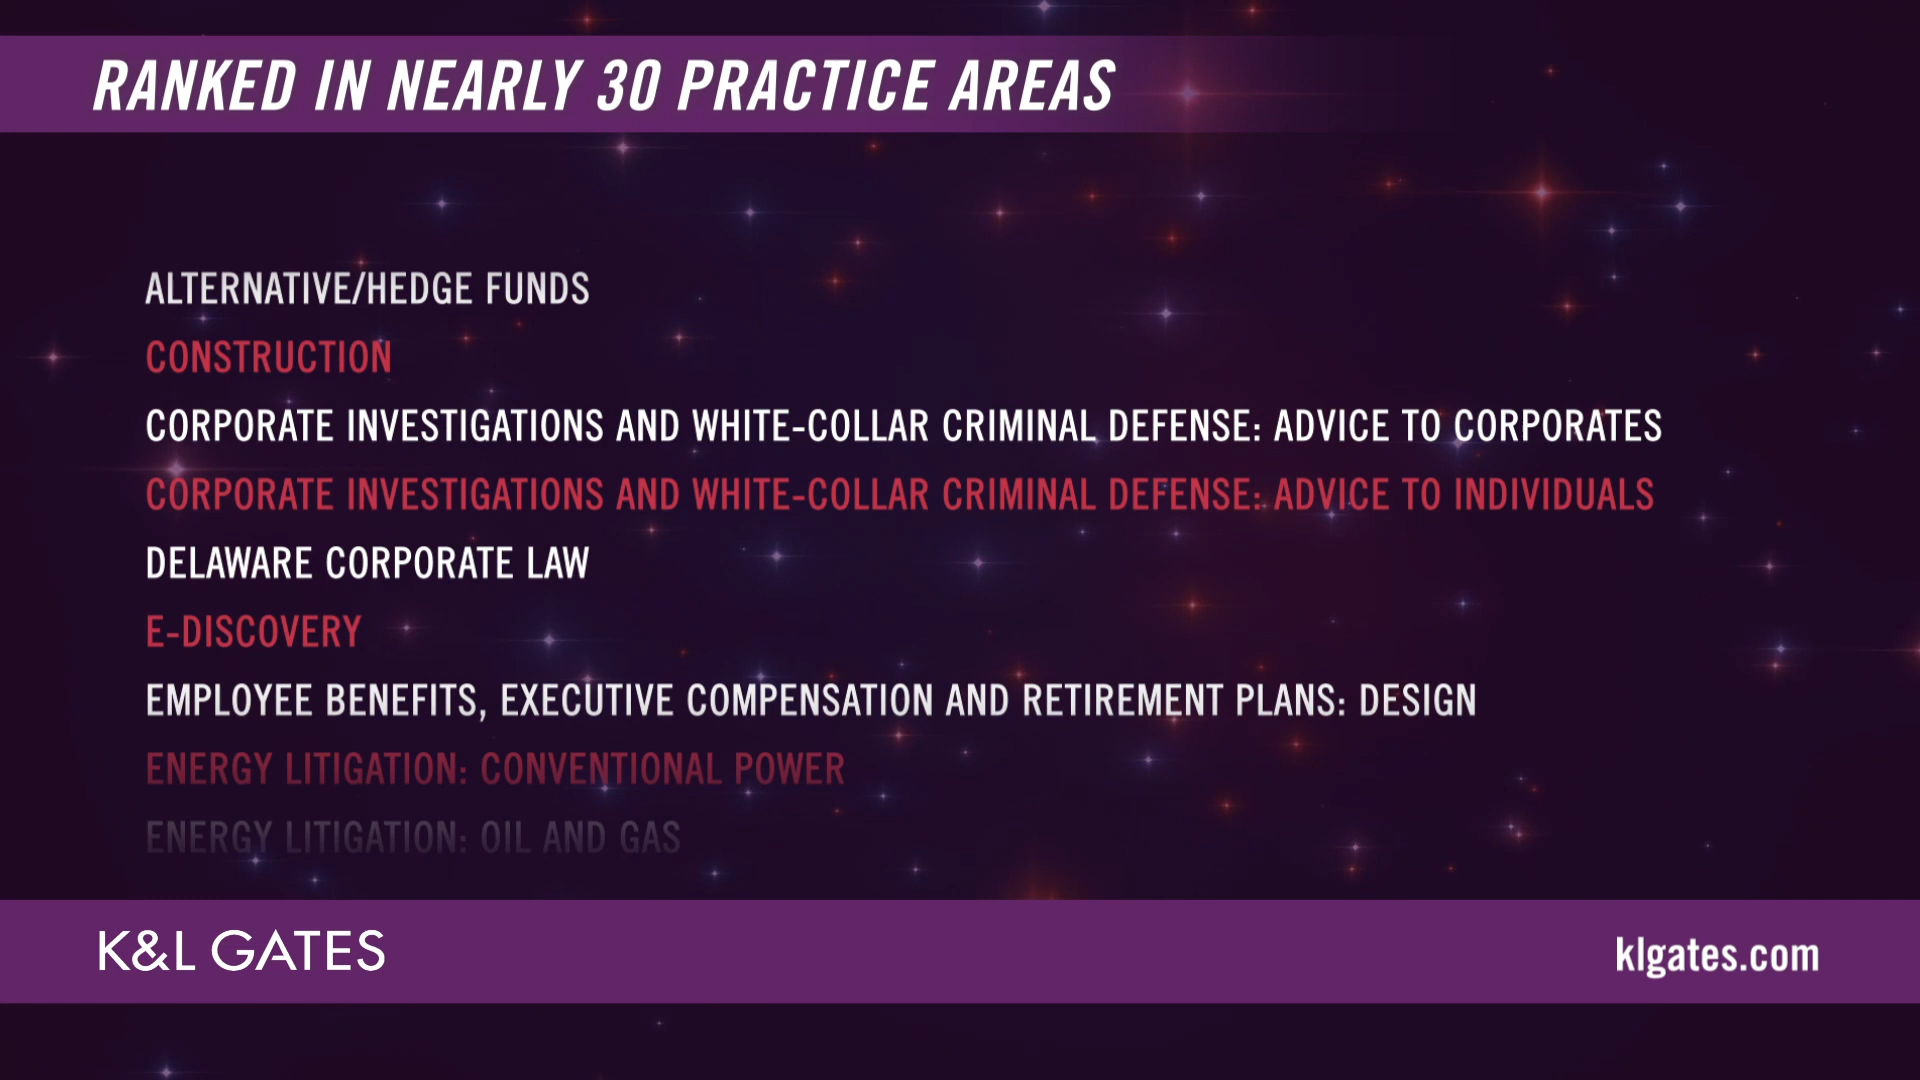 RANKED IN NEARLY 30 PRACTICE AREAS
ALTERNATIVE/HEDGE FUNDS
CONSTRUCTION
CORPORATE INVESTIGATIONS AND WHITE-COLLAR CRIMINAL DEFENSE: ADVICE TO CORPORATES
CORPORATE INVESTIGATIONS AND WHITE-COLLAR CRIMINAL DEFENSE: ADVICE TO INDIVIDUALS
DELAWARE CORPORATE LAW
E-DISCOVERY
EMPLOYEE BENEFITS, EXECUTIVE COMPENSATION AND RETIREMENT PLANS: DESIGN
ENERGY LITIGATION: CONVENTIONAL POWER
ENERGY LITIGATION: OIL AND GAS
K&L GATES
klgates.com